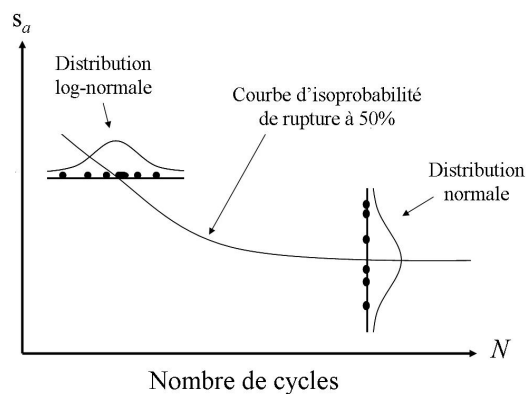 s_a
Distribution
log-normale
Courbe d'isoprobabilité
de rupture à 50%
Distribution
normale
N
Nombre de cycles